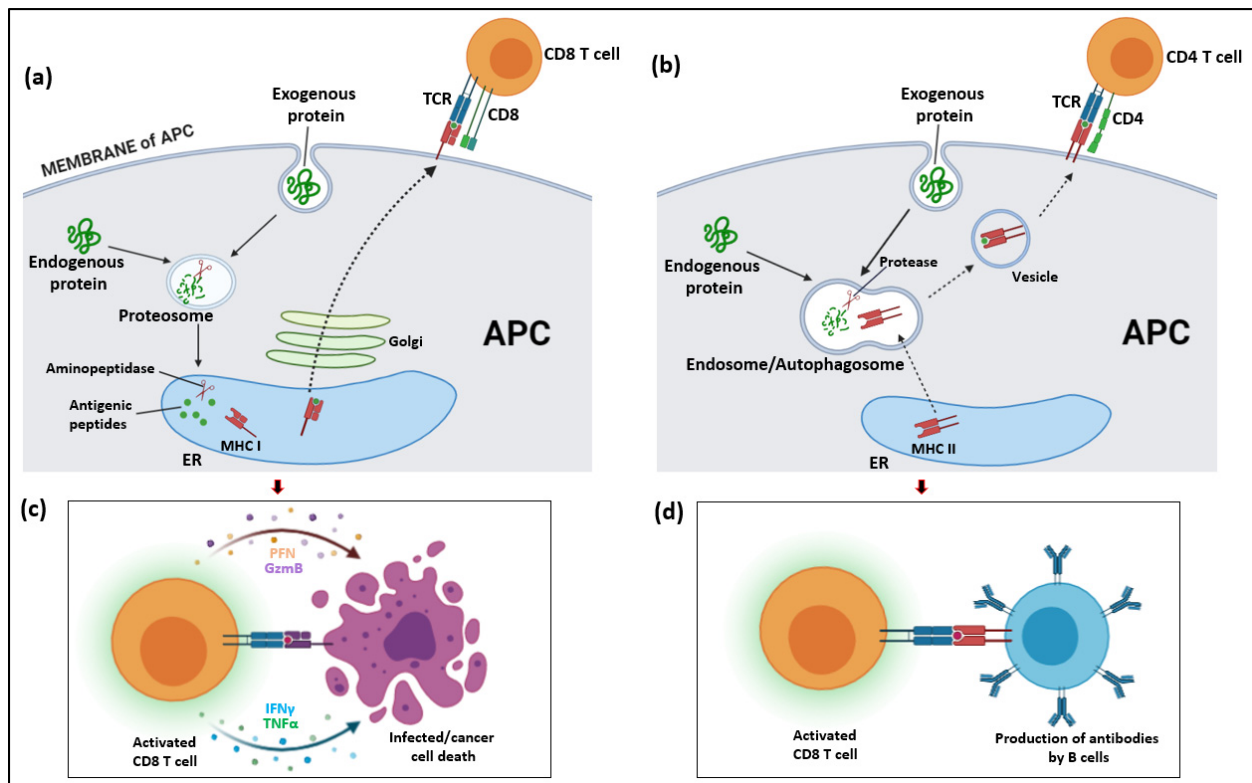 (a)
CD8 T cell
TCR
CD8
Exogenous
protein
MEMBRANE of APC
Endogenous
protein
Proteosome
Golgi
APC
Aminopeptidase
Antigenic
peptides
MHC I
ER
(b)
CD4 T cell
TCR
CD4
Exogenous
protein
Endogenous
protein
Protease
Vesicle
Endosome/Autophagosome
APC
MHC II
ER
(c)
PFN
GzmB
IFNγ
TNFα
Activated
CD8 T cell
Infected/cancer
cell death
(d)
Activated
CD8 T cell
Production of antibodies
by B cells